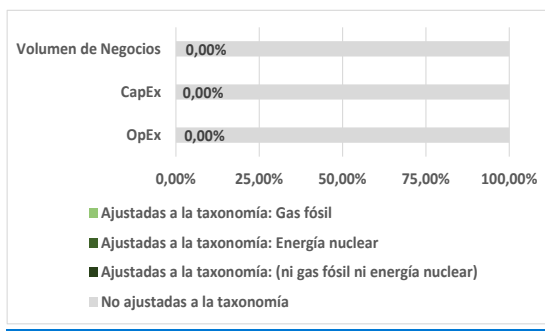 Volumen de Negocios
0,00%
CapEx
0,00%
OpEx
0,00%
0,00% 25,00% 50,00% 75,00% 100,00%
Ajustadas a la taxonomía: Gas fósil
Ajustadas a la taxonomía: Energía nuclear
Ajustadas a la taxonomía: (ni gas fósil ni energía nuclear)
No ajustadas a la taxonomía